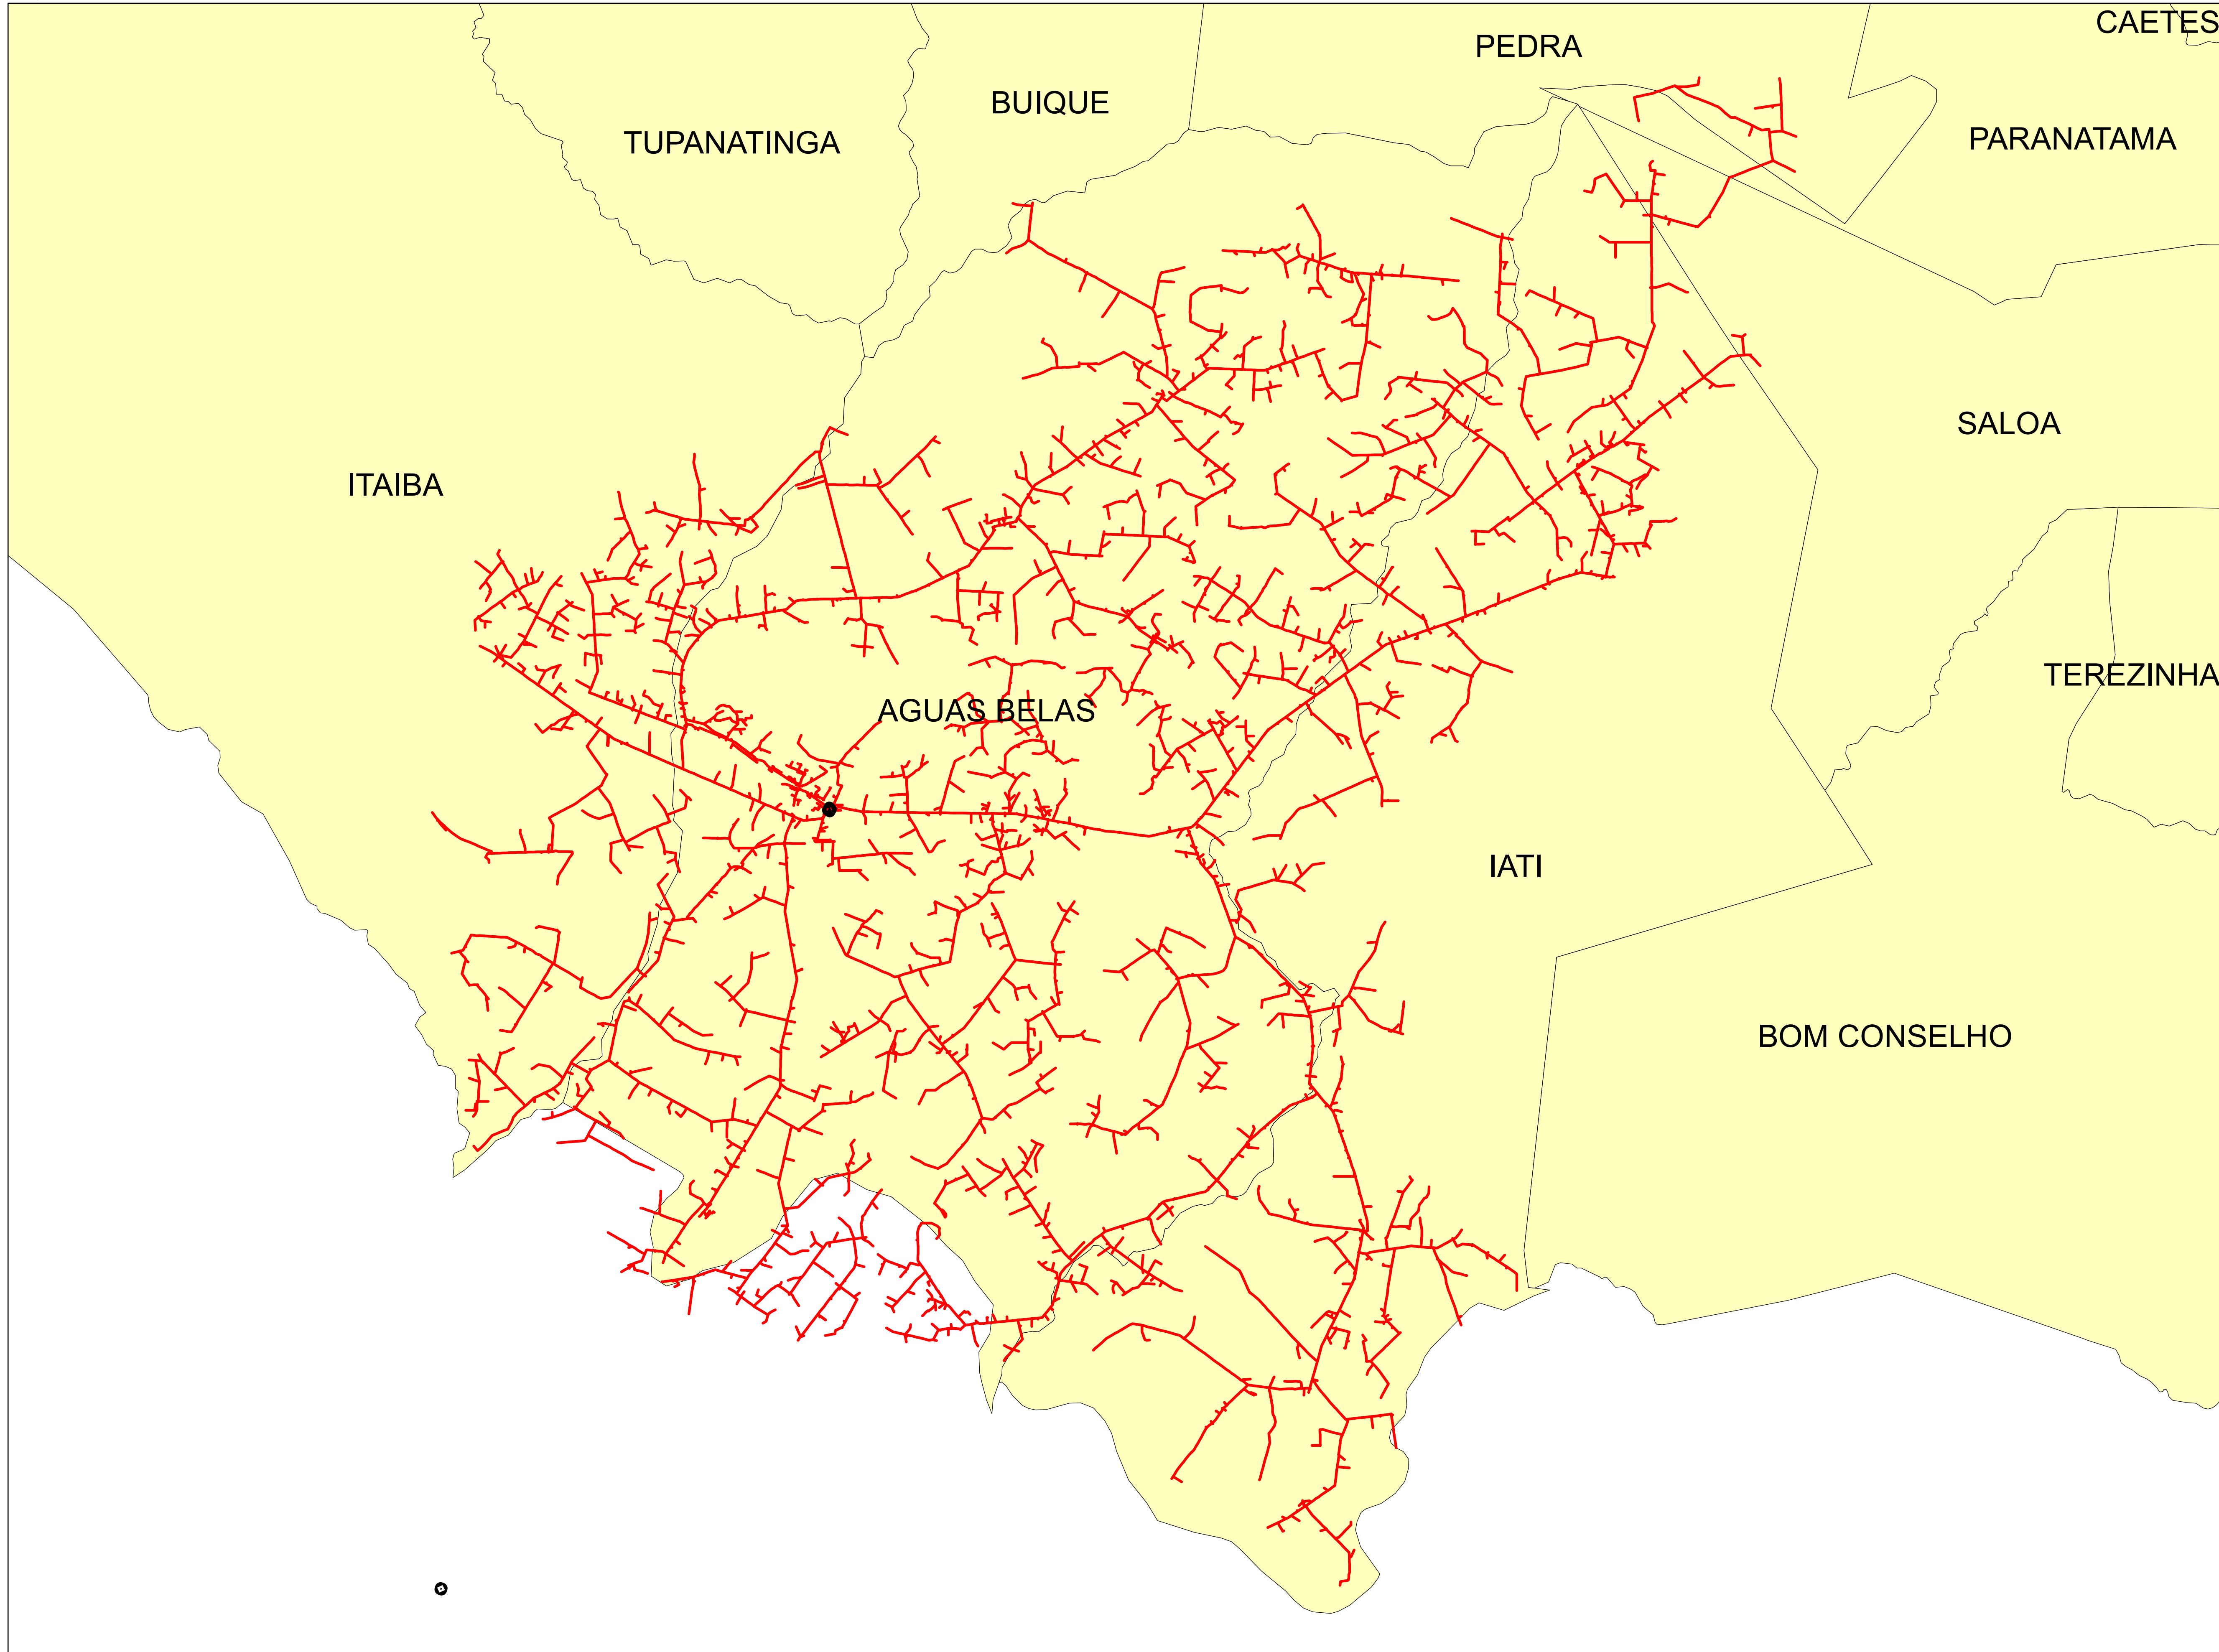 CAETES
PEDRA
BUIQUE
TUPANATINGA
PARANATAMA
SALOA
ITAIBA
TEREZINHA
AGUAS BELAS
IATI
BOM CONSELHO